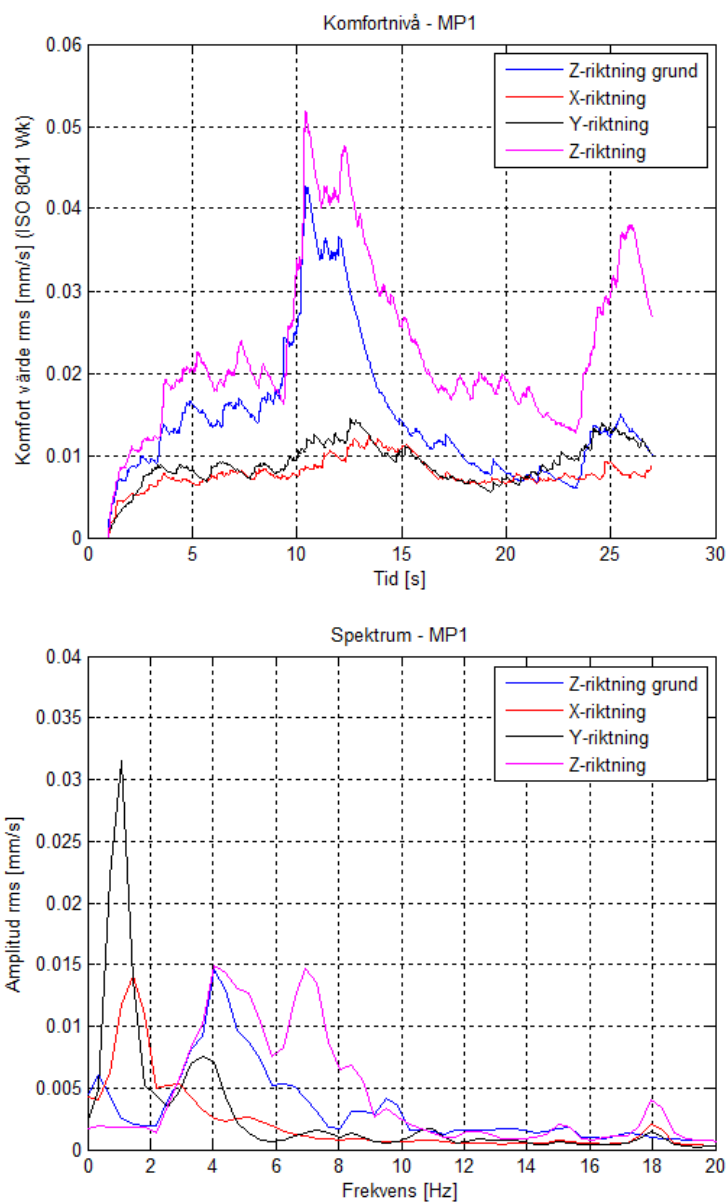 Komfortnivå - MP1
0.06
0.05
0.04
0.03
0.02
0.01
0
Komfort värde rms [mm/s] (ISO 8041 Wk)
Z-riktning grund
X-riktning
Y-riktning
Z-riktning
0 5 10 15 20 25 30
Tid [s]
Spektrum - MP1
0.04
0.035
0.03
0.025
0.02
0.015
0.01
0.005
0
Amplitud rms [mm/s]
Z-riktning grund
X-riktning
Y-riktning
Z-riktning
0 2 4 6 8 10 12 14 16 18 20
Frekvens [Hz]